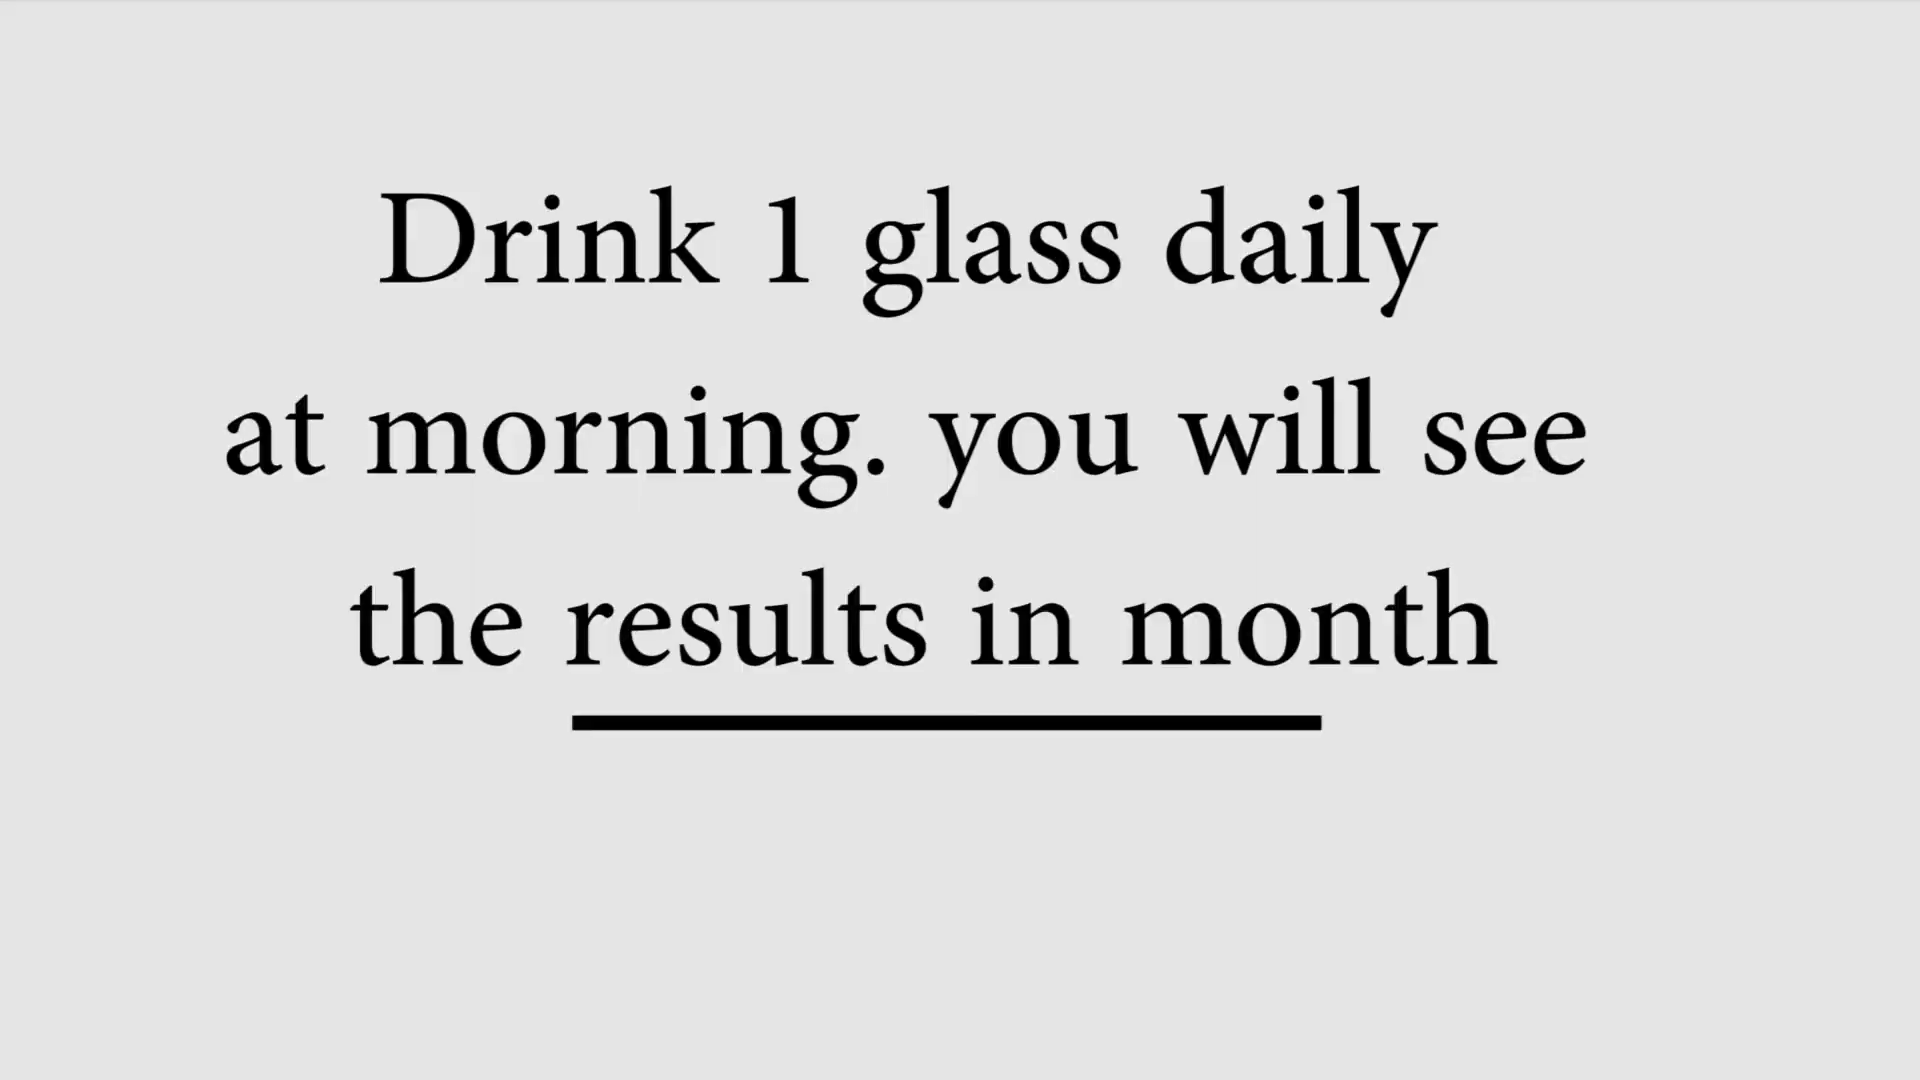 Drink 1 glass daily
at morning. you will see
the results in month